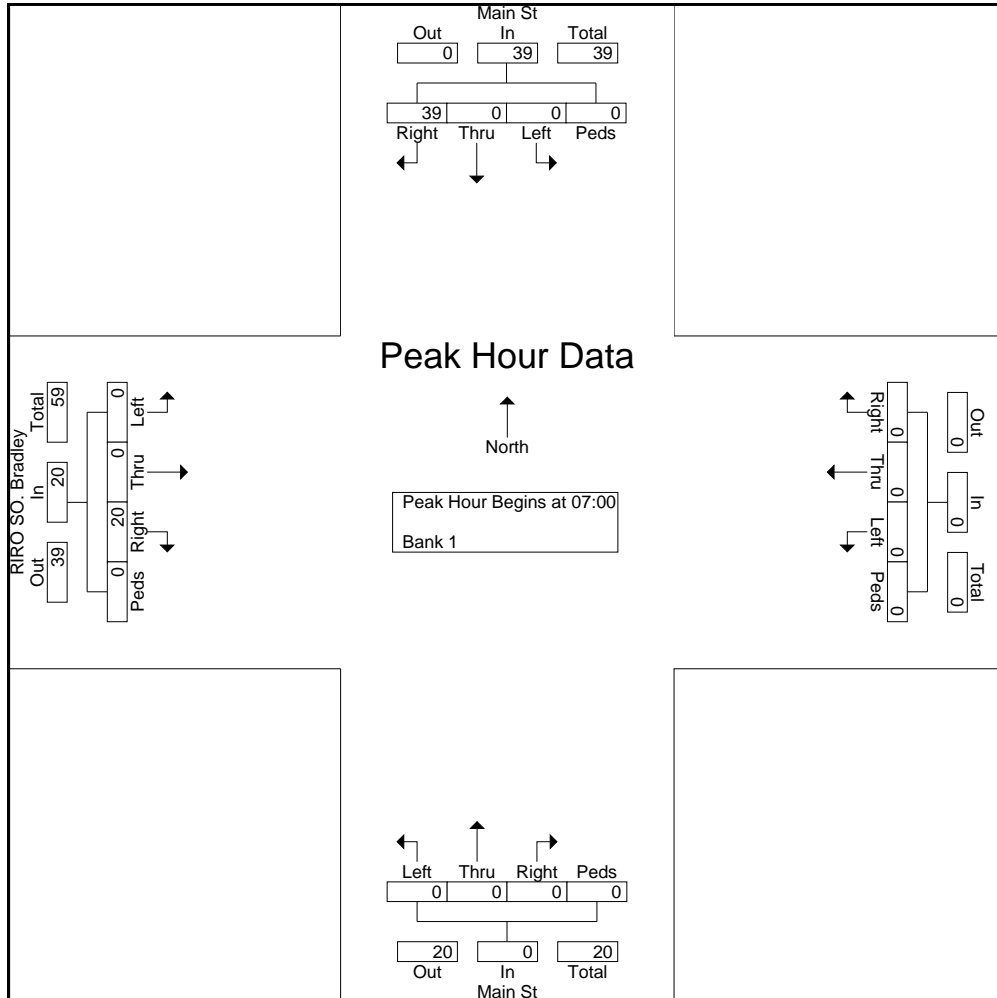 Main St
Out In Total
0 39 39
39 0 0 0
Right Thru Left Peds
Peak Hour Data
North
Peak Hour Begins at 07:00
Bank 1
RIRO SO. Bradley
Out In Total
39 20 59
Left Thru Right Peds
0 0 20 0
Right Thru Left Peds
0 0 0 0
Out In Total
0 0 0
Left Thru Right Peds
0 0 0 0
20 0 20
Out In Total
Main St